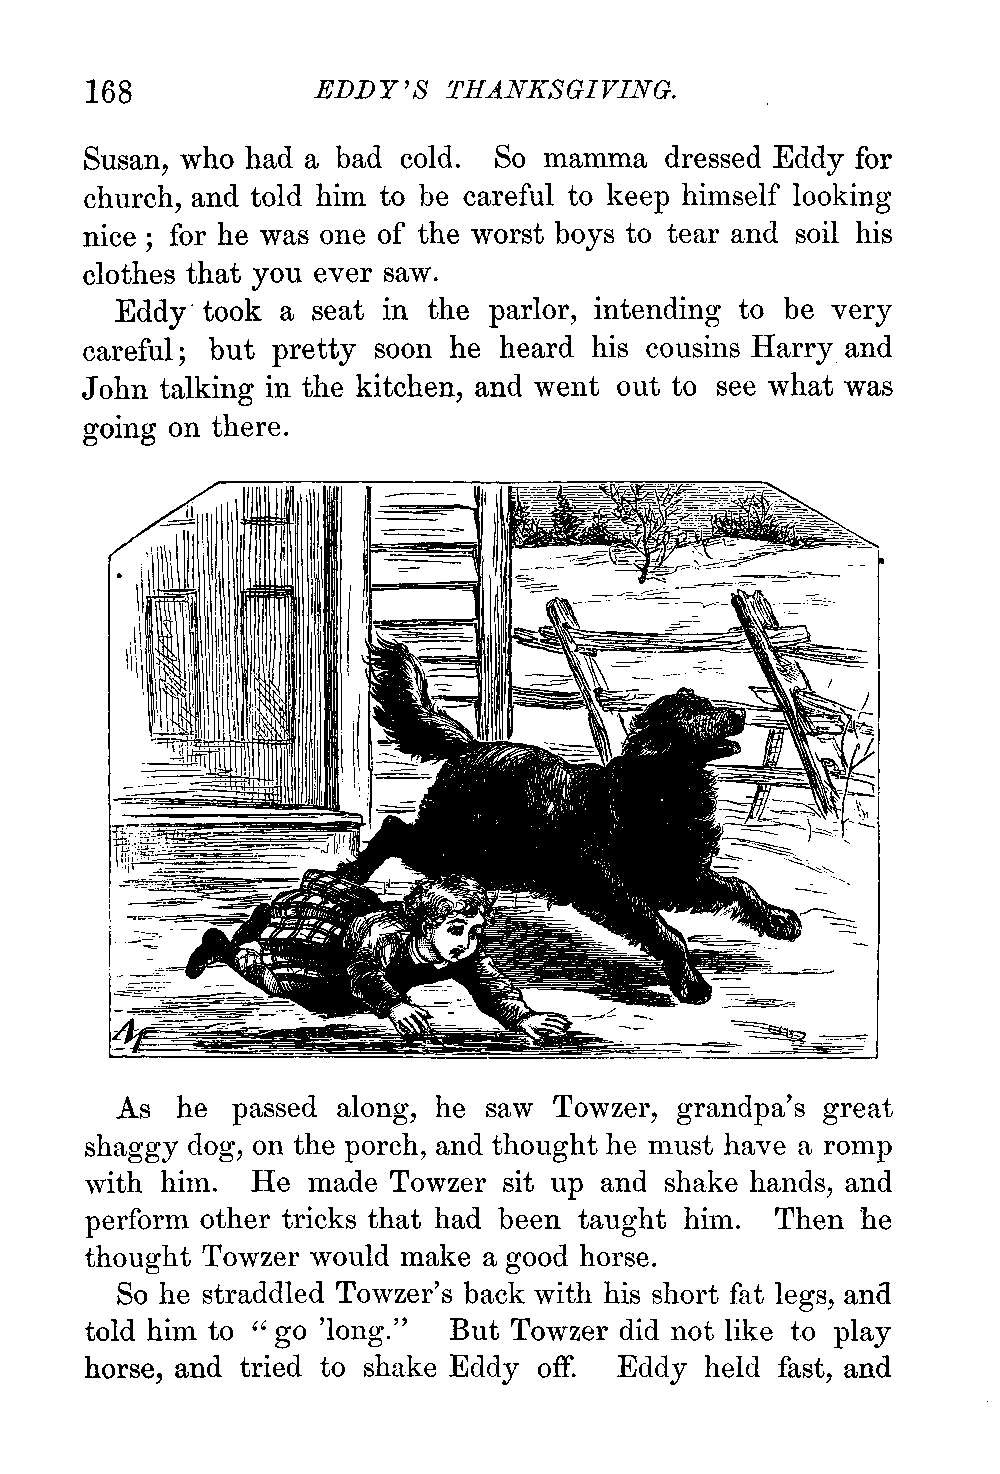 168 EDDY'S THANKSGIVING.
Susan, who had a bad cold. So mamma dressed Eddy for
church, and told him to be careful to keep himself looking
nice; for he was one of the worst boys to tear and soil his
clothes that you ever saw.
Eddy took a seat in the parlor, intending to be very
careful; but pretty soon he heard his cousins Harry and
John talking in the kitchen, and went out to see what was
going on there.
As he passed along, he saw Towzer, grandpa's great
shaggy dog, on the porch, and thought he must have a romp
with him. He made Towzer sit up and shake hands, and
perform other tricks that had been taught him. Then he
thought Towzer would make a good horse.
So he straddled Towzer's back with his short fat legs, and
told him to "go 'long." But Towzer did not like to play
horse, and tried to shake Eddy off. Eddy held fast, and